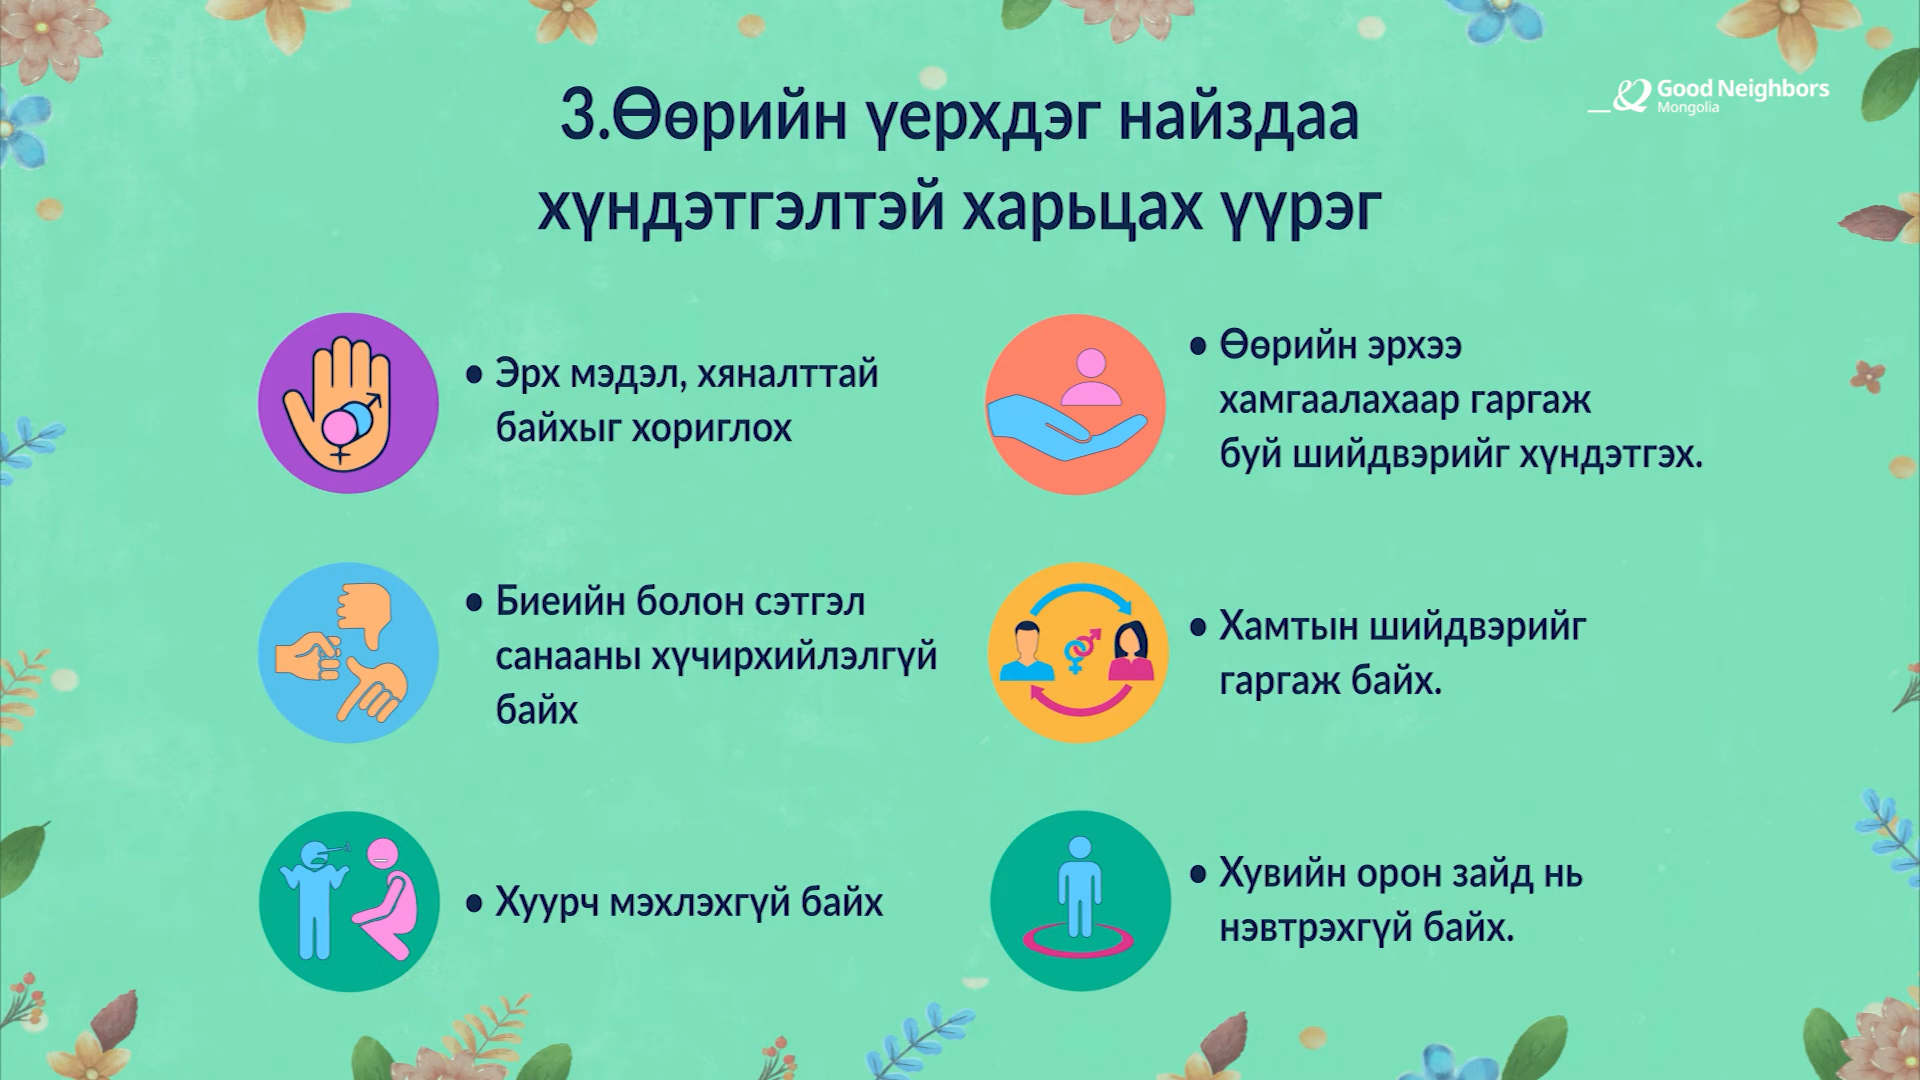 3.Өөрийн үерхдэг найздаа
хүндэтгэлтэй харьцах үүрэг
Good Neighbors
Mongolia
• Эрх мэдэл, хяналттай
байхыг хориглох
• Биеийн болон сэтгэл
санааны хүчирхийлэлгүй
байх
• Хуурч мэхлэхгүй байх
• Өөрийн эрхээ
хамгаалахаар гаргаж
буй шийдвэрийг хүндэтгэх.
• Хамтын шийдвэрийг
гаргаж байх.
• Хувийн орон зайд нь
нэвтрэхгүй байх.